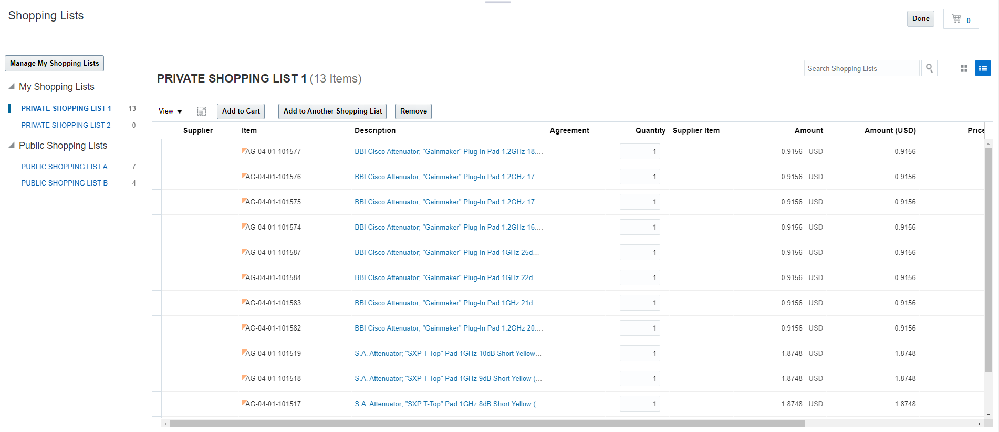 Shopping Lists
Done
0
Manage My Shopping Lists
My Shopping Lists
PRIVATE SHOPPING LIST 1 13
PRIVATE SHOPPING LIST 2 0
Public Shopping Lists
PUBLIC SHOPPING LIST A 7
PUBLIC SHOPPING LIST B 4
Search Shopping Lists
PRIVATE SHOPPING LIST 1 (13 Items)
View Add to Cart Add to Another Shopping List Remove
Supplier Item Description Agreement Quantity Supplier Item Amount Amount (USD) Price
AG-04-01-101577 BBI Cisco Attenuator; "Gainmaker" Plug-In Pad 1.2GHz 18.... 1 0.9156 USD 0.9156
AG-04-01-101576 BBI Cisco Attenuator; "Gainmaker" Plug-In Pad 1.2GHz 17.... 1 0.9156 USD 0.9156
AG-04-01-101575 BBI Cisco Attenuator; "Gainmaker" Plug-In Pad 1.2GHz 17.... 1 0.9156 USD 0.9156
AG-04-01-101574 BBI Cisco Attenuator; "Gainmaker" Plug-In Pad 1.2GHz 16.... 1 0.9156 USD 0.9156
AG-04-01-101587 BBI Cisco Attenuator; "Gainmaker" Plug-In Pad 1GHz 25d... 1 0.9156 USD 0.9156
AG-04-01-101584 BBI Cisco Attenuator; "Gainmaker" Plug-In Pad 1GHz 22d... 1 0.9156 USD 0.9156
AG-04-01-101583 BBI Cisco Attenuator; "Gainmaker" Plug-In Pad 1GHz 21d... 1 0.9156 USD 0.9156
AG-04-01-101582 BBI Cisco Attenuator; "Gainmaker" Plug-In Pad 1.2GHz 20.... 1 0.9156 USD 0.9156
AG-04-01-101519 S.A. Attenuator; "SXP T-Top" Pad 1GHz 10dB Short Yellow... 1 1.8748 USD 1.8748
AG-04-01-101518 S.A. Attenuator; "SXP T-Top" Pad 1GHz 9dB Short Yellow (... 1 1.8748 USD 1.8748
AG-04-01-101517 S.A. Attenuator; "SXP T-Top" Pad 1GHz 8dB Short Yellow (... 1 1.8748 USD 1.8748